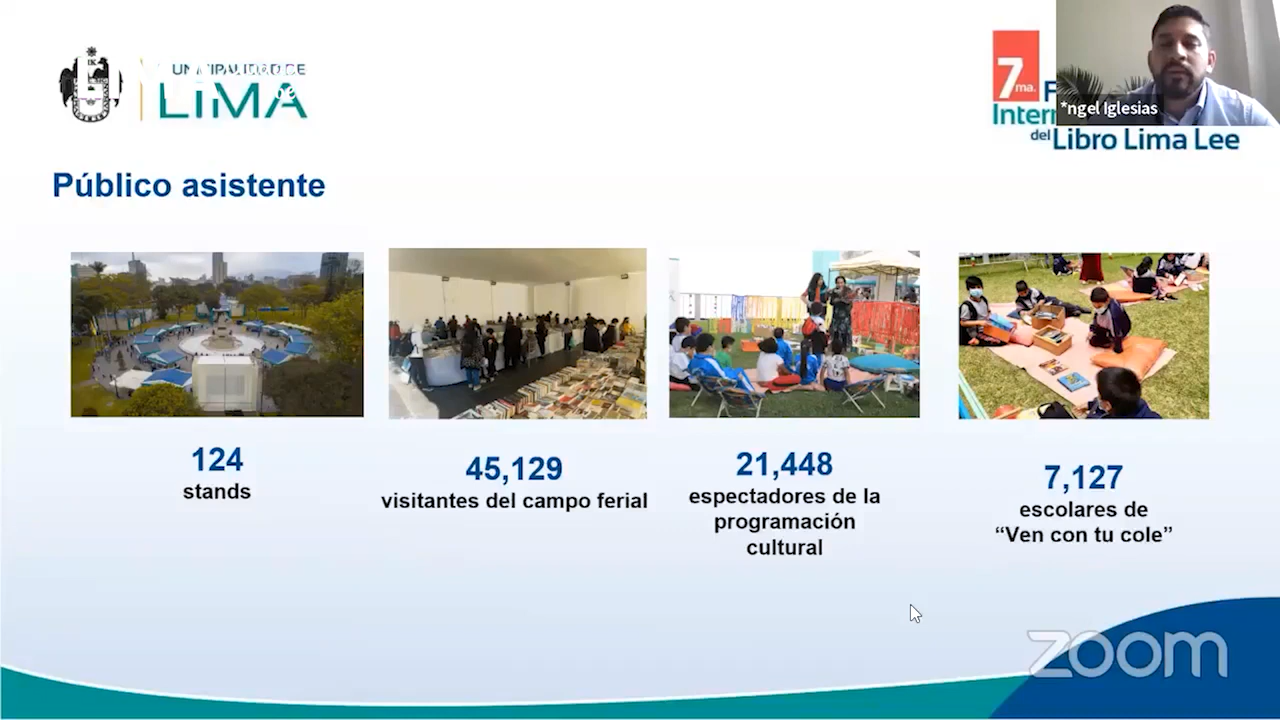 LIMA
7ma.
del Libro Lima Lee
*ngel Iglesias
Público asistente
124
stands
45,129
visitantes del campo ferial
21,448
espectadores de la
programación
cultural
7,127
escolares de
“Ven con tu cole”
zoom